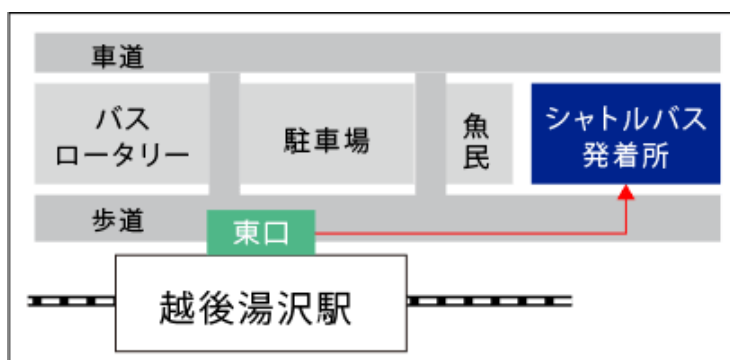 車道
バス
ロータリー
駐車場
魚
民
シャトルバス
発着所
歩道
東口
越後湯沢駅